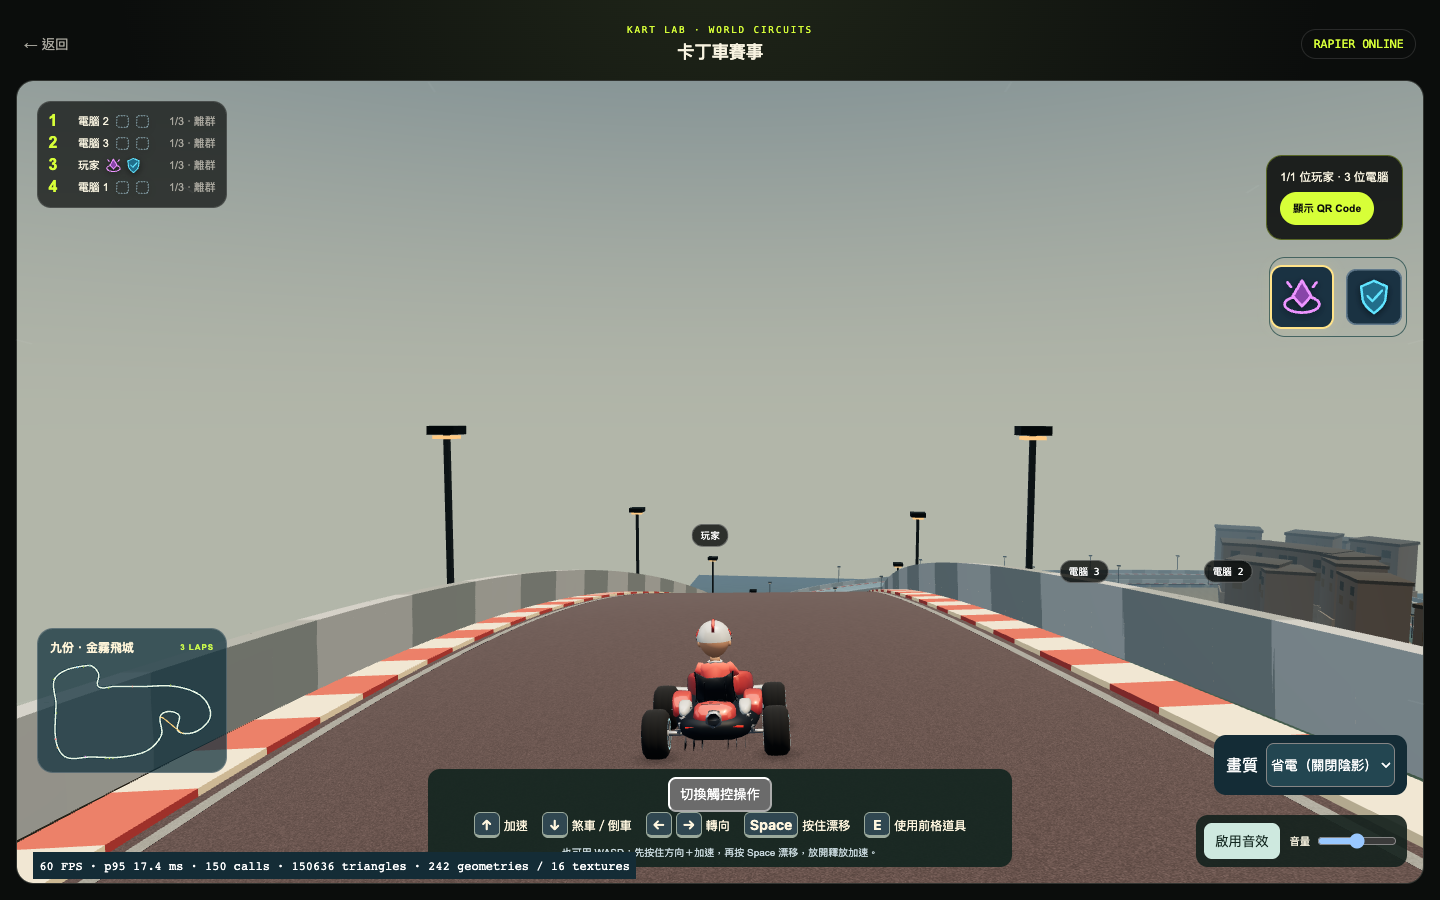 ← 返回
KART LAB · WORLD CIRCUITS
卡丁車賽事
RAPIER ONLINE
1 電腦 2 1/3 · 離群
2 電腦 3 1/3 · 離群
3 玩家 1/3 · 離群
4 電腦 1 1/3 · 離群
1/1 位玩家 · 3 位電腦
顯示 QR Code
玩家
電腦 3
電腦 2
九份 · 金霧飛城 3 LAPS
畫質 省電（關閉陰影）
切換觸控操作
↑ 加速 ↓ 煞車 / 倒車 ← → 轉向 Space 按住漂移 E 使用前格道具
也可用 WASD；先按住方向＋加速，再按 Space 漂移，放開釋放加速。
啟用音效 音量
60 FPS · p95 17.4 ms · 150 calls · 150636 triangles · 242 geometries / 16 textures